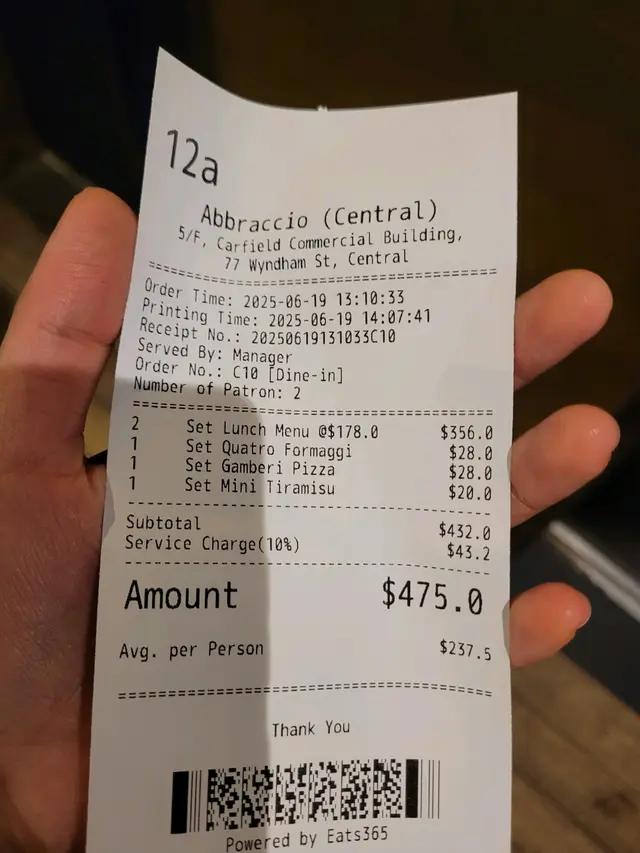 12a
Abbraccio (Central)
5/F, Carfield Commercial Building,
77 Wyndham St, Central
Order Time: 2025-06-19 13:10:33
Printing Time: 2025-06-19 14:07:41
Receipt No.: 20250619131033C10
Served By: Manager
Order No.: C10 [Dine-in]
Number of Patron: 2
2 Set Lunch Menu @$178.0 $356.0
1 Set Quatro Formaggi $28.0
1 Set Gamberi Pizza $28.0
1 Set Mini Tiramisu $20.0
Subtotal $432.0
Service Charge(10%) $43.2
Amount $475.0
Avg. per Person $237.5
Thank You
Powered by Eats365